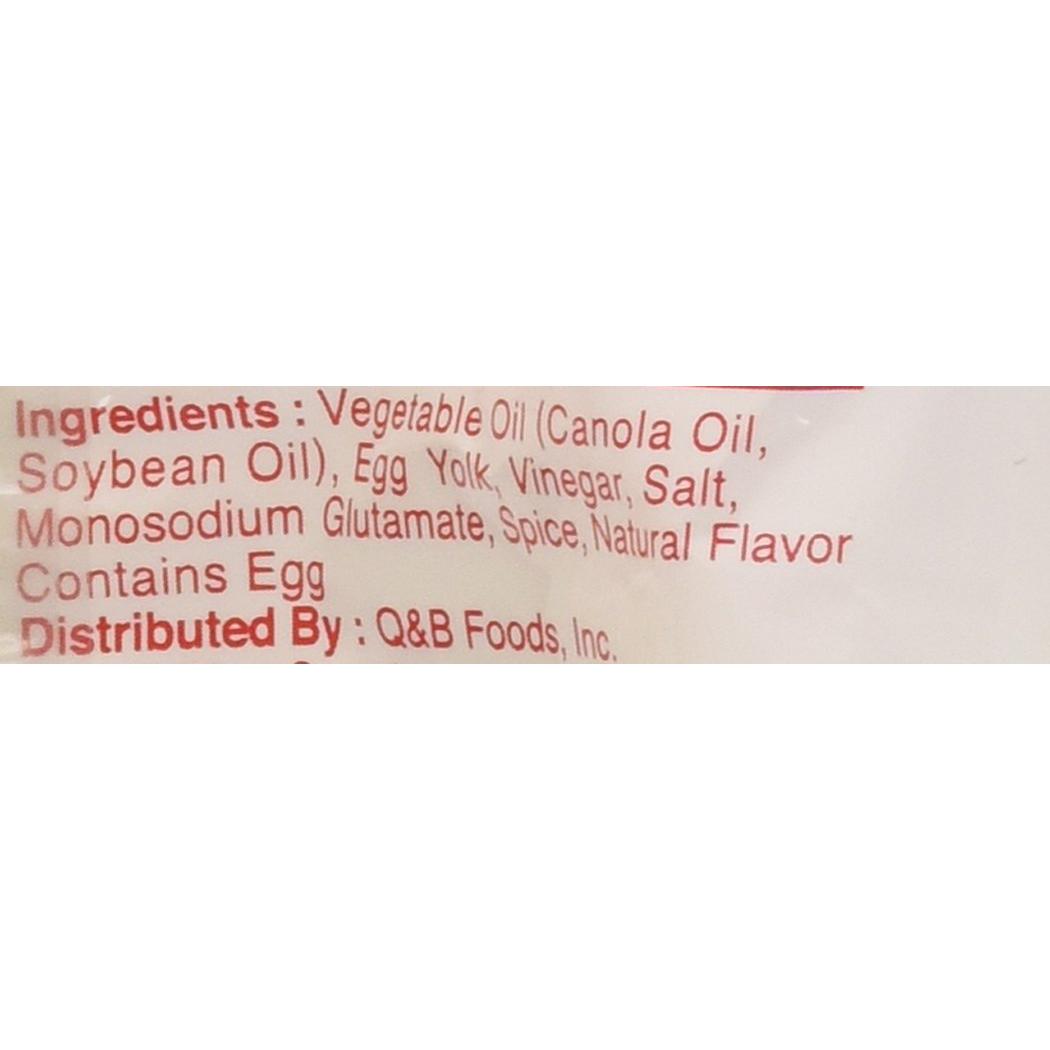 Ingredients : Vegetable Oil (Canola Oil,
Soybean Oil), Egg Yolk, Vinegar, Salt,
Monosodium Glutamate, Spice, Natural Flavor
Contains Egg
Distributed By : Q&B Foods, Inc.